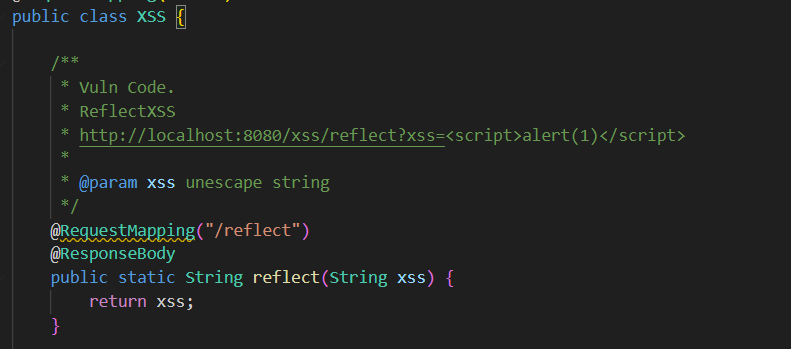 public class XSS {
/**
* Vuln Code.
* ReflectXSS
* http://localhost:8080/xss/reflect?xss=<script>alert(1)</script>
*
* @param xss unescape string
*/
@RequestMapping("/reflect")
@ResponseBody
public static String reflect(String xss) {
return xss;
}